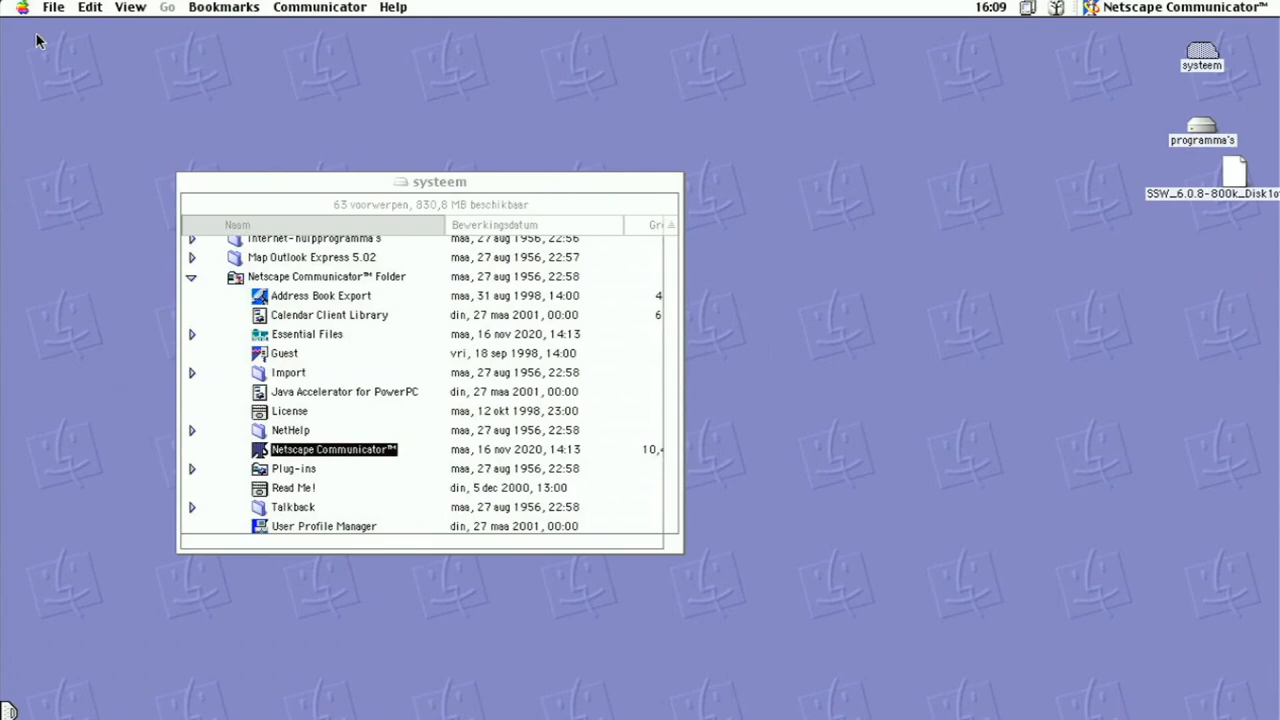 File Edit View Go Bookmarks Communicator Help 16:09 Netscape Communicator™
systeem
programma's
SSW_6.0.8-800k_Disk1o
systeem
63 voorwerpen, 830,8 MB beschikbaar
Naam Bewerkingsdatum Gr
Internet-hulpprogramma's maa, 27 aug 1956, 22:56
Map Outlook Express 5.02 maa, 27 aug 1956, 22:57
Netscape Communicator™ Folder maa, 27 aug 1956, 22:58
Address Book Export maa, 31 aug 1998, 14:00 4
Calendar Client Library din, 27 maa 2001, 00:00 6
Essential Files maa, 16 nov 2020, 14:13
Guest vri, 18 sep 1998, 14:00
Import maa, 27 aug 1956, 22:58
Java Accelerator for PowerPC din, 27 maa 2001, 00:00
License maa, 12 okt 1998, 23:00
NetHelp maa, 27 aug 1956, 22:58
Netscape Communicator™ maa, 16 nov 2020, 14:13 10,4
Plug-ins maa, 27 aug 1956, 22:58
Read Me! din, 5 dec 2000, 13:00
Talkback maa, 27 aug 1956, 22:58
User Profile Manager din, 27 maa 2001, 00:00